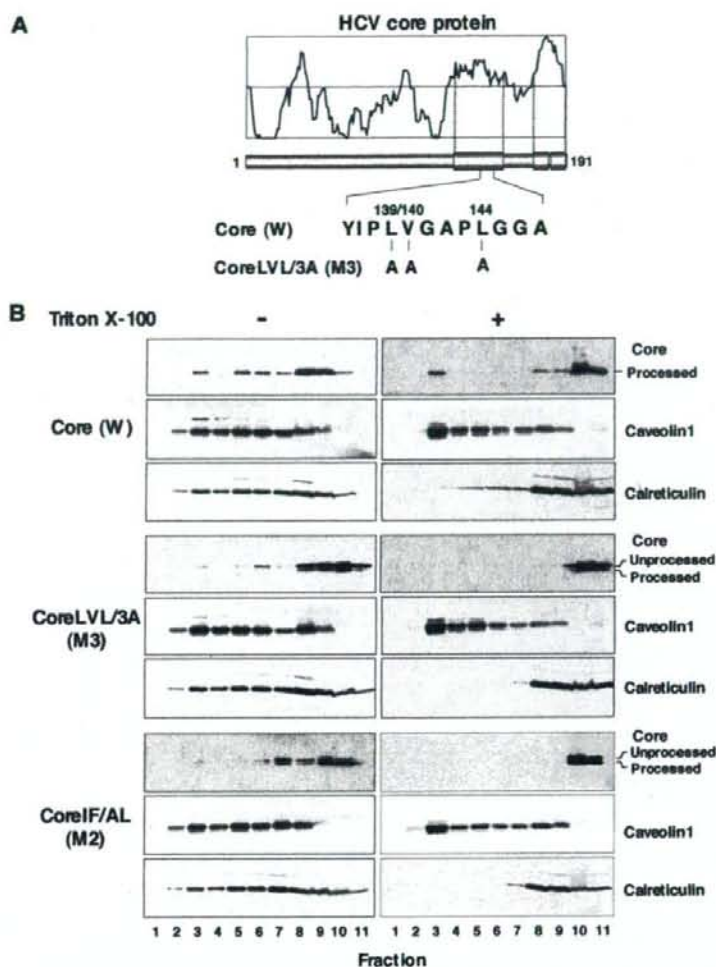 A
HCV core protein
1
191
139/140
144
Core (W)
YIPLVGAPLGGA
CoreLVL/3A (M3)
A A
A
B
Triton X-100
-
+
Core
Processed
Core (W)
Caveolin1
Calreticulin
Core
Unprocessed
Processed
CoreLVL/3A
(M3)
Caveolin1
Calreticulin
Core
Unprocessed
Processed
CoreIF/AL
(M2)
Caveolin1
Calreticulin
1 2 3 4 5 6 7 8 9 10 11
1 2 3 4 5 6 7 8 9 10 11
Fraction